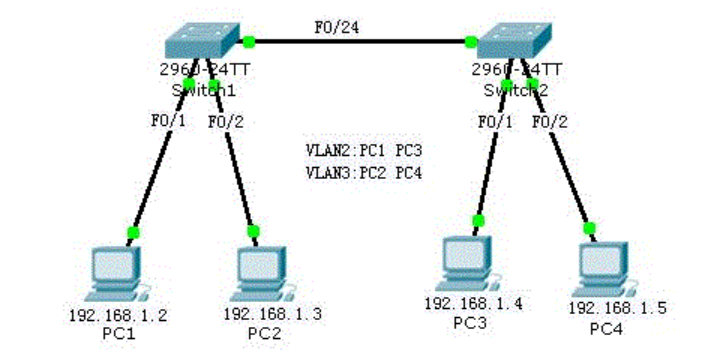 F0/24
2960-24TT
Switch1
2960-24TT
Switch2
F0/1
F0/2
F0/1
F0/2
VLAN2:PC1 PC3
VLAN3:PC2 PC4
192.168.1.2
PC1
192.168.1.3
PC2
192.168.1.4
PC3
192.168.1.5
PC4